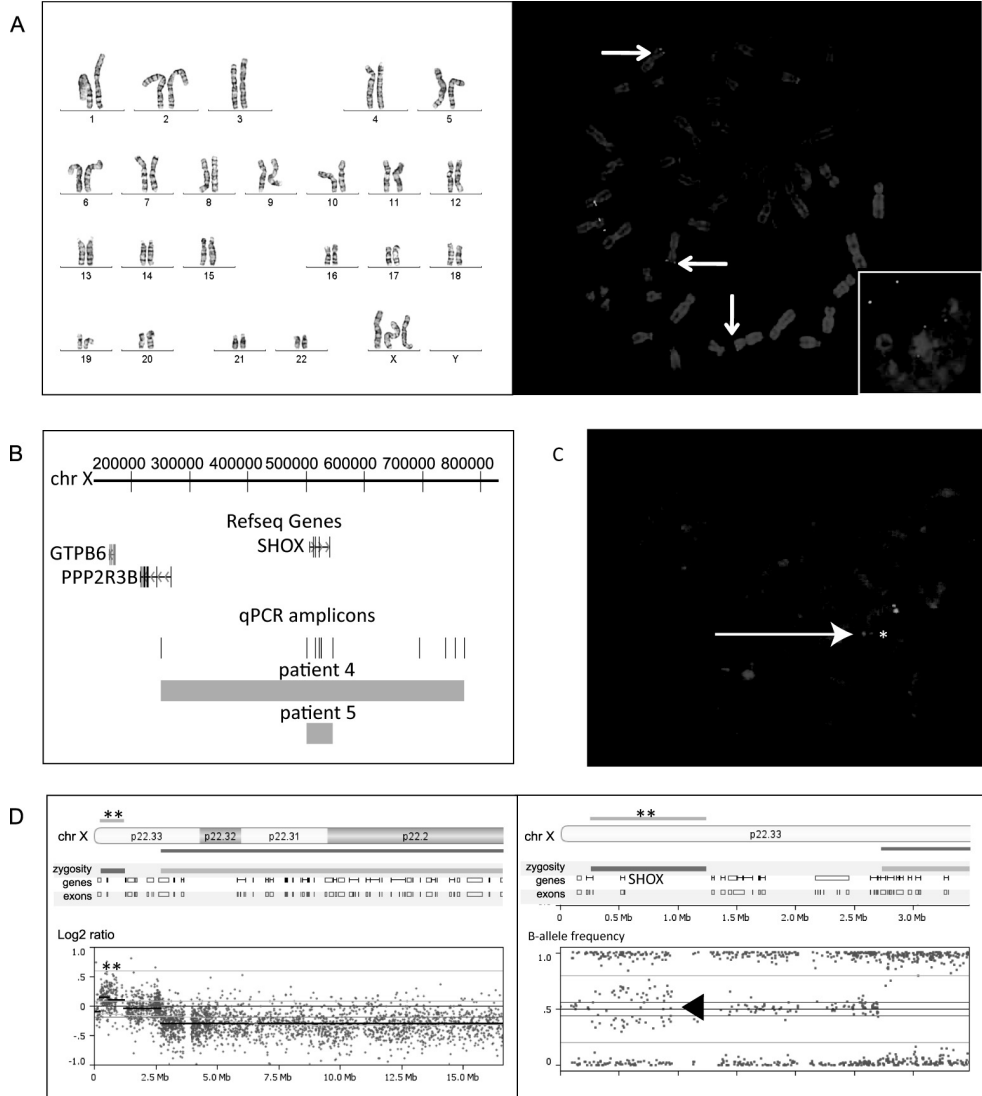 A
1 2 3 4 5
6 7 8 9 10 11 12
13 14 15 16 17 18
19 20 21 22 X Y
B
200000 300000 400000 500000 600000 700000 800000
chr X
Refseq Genes
GTPB6
SHOX
PPP2R3B
qPCR amplicons
patient 4
patient 5
C
*
D
**
chr X p22.33 p22.32 p22.31 p22.2
zygosity
genes
exons
Log2 ratio
1.0
**
.5
0
-.5
-1.0
0 2.5 Mb 5.0 Mb 7.5 Mb 10.0 Mb 12.5 Mb 15.0 Mb
**
chr X p22.33
zygosity
genes SHOX
exons
0 0.5 Mb 1.0 Mb 1.5 Mb 2.0 Mb 2.5 Mb 3.0 Mb
B-allele frequency
1.0
.5
0